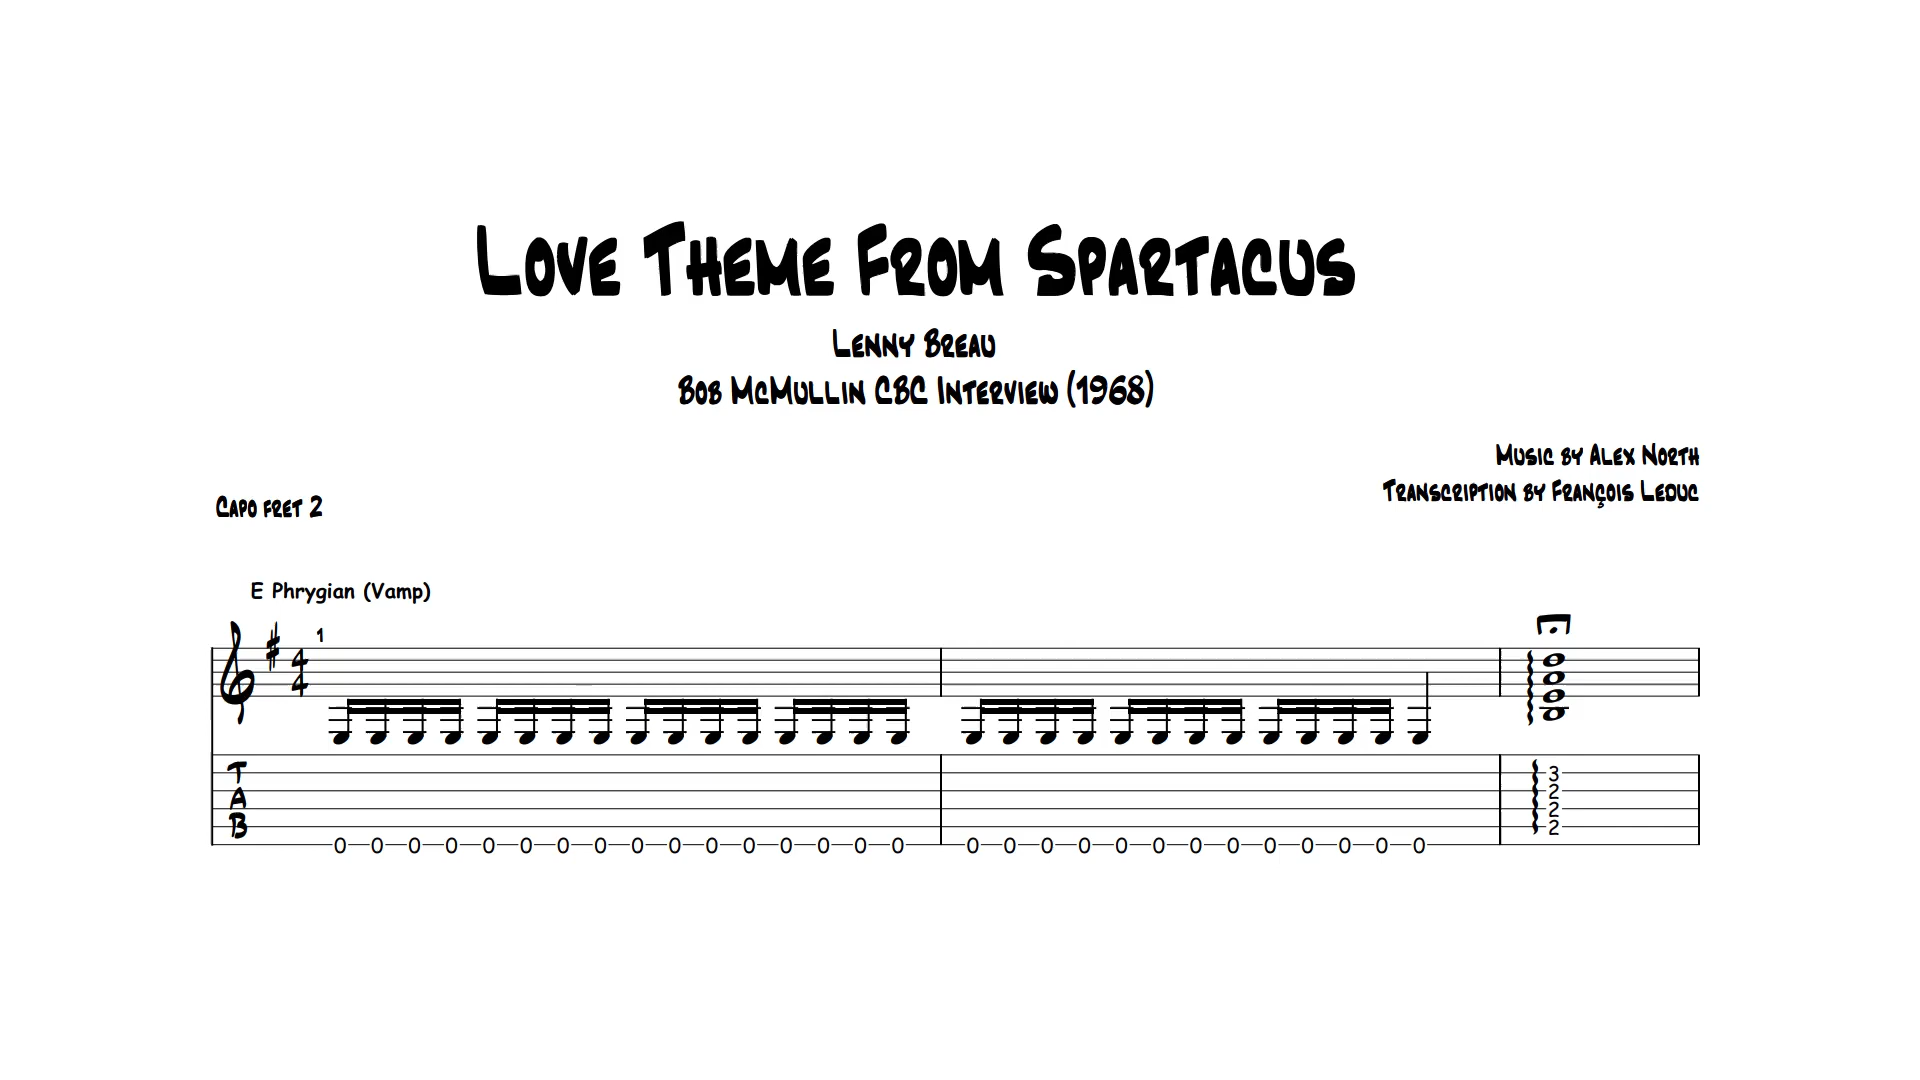 Love Theme From Spartacus
Lenny Breau
Bob McMullin CBC Interview (1968)
Music by Alex North
Transcription by François Leduc
Capo fret 2
E Phrygian (Vamp)
1
4
4
T
A
B
3
2
2
2
0 0 0 0 0 0 0 0 0 0 0 0 0 0 0 0 0 0 0 0 0 0 0 0 0 0 0 0 0